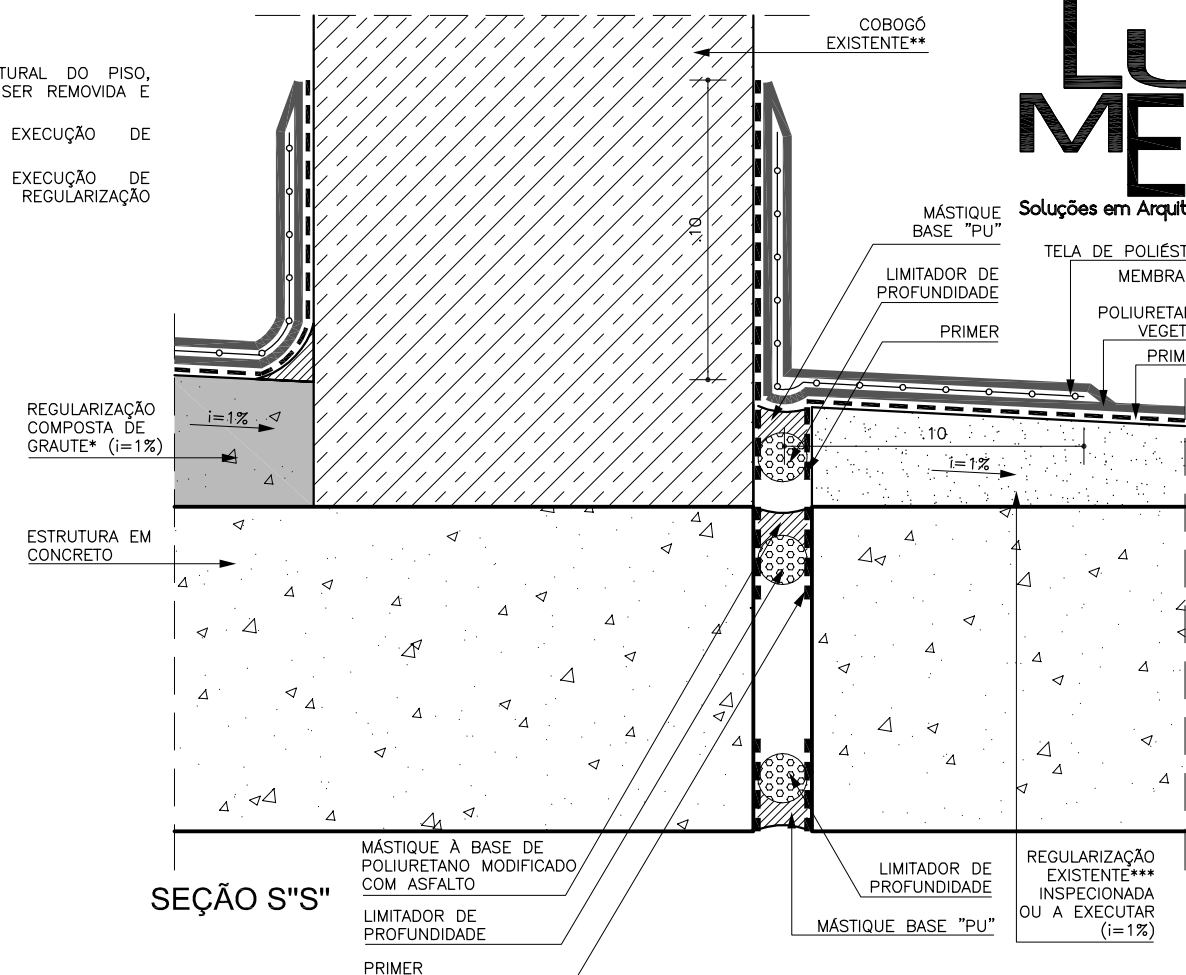 TURAL DO PISO,
SER REMOVIDA E
EXECUÇÃO DE
EXECUÇÃO DE
REGULARIZAÇÃO
COBOGÓ
EXISTENTE**
LU
ME
Soluções em Arquit
.10
MÁSTIQUE
BASE "PU"
LIMITADOR DE
PROFUNDIDADE
PRIMER
TELA DE POLIÉST
MEMBRA
POLIURETA
VEGET
PRIM
REGULARIZAÇÃO
COMPOSTA DE
GRAUTE* (i=1%)
i=1%
.10
i=1%
ESTRUTURA EM
CONCRETO
MÁSTIQUE À BASE DE
POLIURETANO MODIFICADO
COM ASFALTO
LIMITADOR DE
PROFUNDIDADE
PRIMER
SEÇÃO S"S"
LIMITADOR DE
PROFUNDIDADE
MÁSTIQUE BASE "PU"
REGULARIZAÇÃO
EXISTENTE***
INSPECIONADA
OU A EXECUTAR
(i=1%)